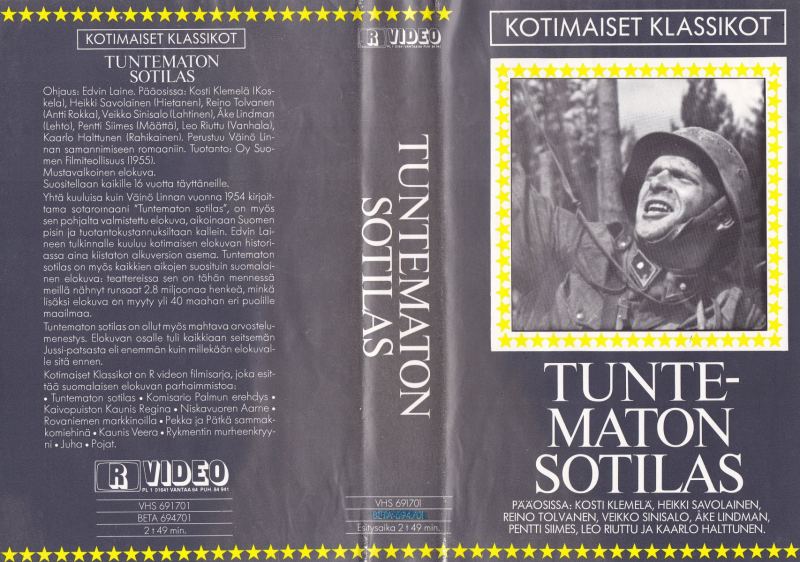 KOTIMAISET KLASSIKOT
TUNTEMATON
SOTILAS
Ohjaus: Edvin Laine. Pääosissa: Kosti Klemelä (Kos-
kela), Heikki Savolainen (Hietanen), Reino Tolvanen
(Antti Rokka), Veikko Sinisalo (Lahtinen), Åke Lindman
(Lehto), Pentti Siimes (Määttä), Leo Riuttu (Vanhala),
Kaarlo Halttunen (Rahikainen). Perustuu Väinö Lin-
nan samannimiseen romaaniin. Tuotanto: Oy Suo-
men Filmiteollisuus (1955).
Mustavalkoinen elokuva.
Suositellaan kaikille 16 vuotta täyttäneille.
Yhtä kuuluisa kuin Väinö Linnan vuonna 1954 kirjoit-
tama sotaromaani "Tuntematon sotilas", on myös
sen pohjalta valmistettu elokuva, aikoinaan Suomen
pisin ja tuotantokustannuksiltaan kallein. Edvin Lai-
neen tulkinnalle kuuluu kotimaisen elokuvan histori-
assa aina kiistaton alkuversion asema. Tuntematon
sotilas on myös kaikkien aikojen suosituin suomalai-
nen elokuva: teattereissa sen on tähän mennessä
meillä nähnyt runsaat 2.8 miljoonaa henkeä, minkä
lisäksi elokuva on myyty yli 40 maahan eri puolille
maailmaa.
Tuntematon sotilas on ollut myös mahtava arvostelu-
menestys. Elokuvan osalle tuli kaikkiaan seitsemän
Jussi-patsasta eli enemmän kuin millekään elokuval-
le sitä ennen.
Kotimaiset Klassikot on R videon filmisarja, joka esit-
tää suomalaisen elokuvan parhaimmistoa:
• Tuntematon sotilas • Komisario Palmun erehdys •
Kaivopuiston Kaunis Regina • Niskavuoren Aarne •
Rovaniemen markkinoilla • Pekka ja Pätkä sammak-
komiehinä • Kaunis Veera • Rykmentin murheenkryy-
ni • Juha • Pojat.
R VIDEO
PL 1 01641 VANTAA 64 PUH. 84 941
VHS 691701
BETA 694701
2 t 49 min.
R VIDEO
TUNTEMATON
SOTILAS
VHS 691701
BETA 694701
Esitysaika 2 t 49 min.
KOTIMAISET KLASSIKOT
TUNTE-
MATON
SOTILAS
PÄÄOSISSA: KOSTI KLEMELÄ, HEIKKI SAVOLAINEN,
REINO TOLVANEN, VEIKKO SINISALO, ÅKE LINDMAN,
PENTTI SIIMES, LEO RIUTTU JA KAARLO HALTTUNEN.